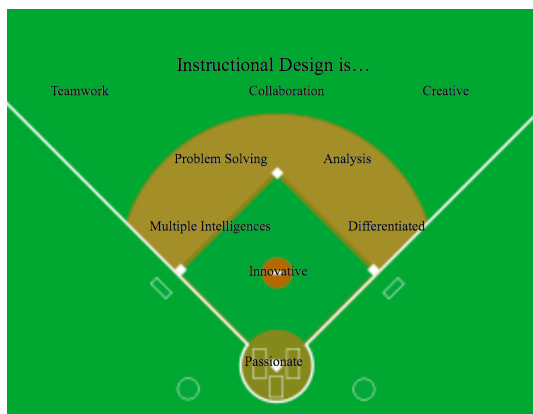 Instructional Design is…
Teamwork Collaboration Creative
Problem Solving Analysis
Multiple Intelligences Differentiated
Innovative
Passionate